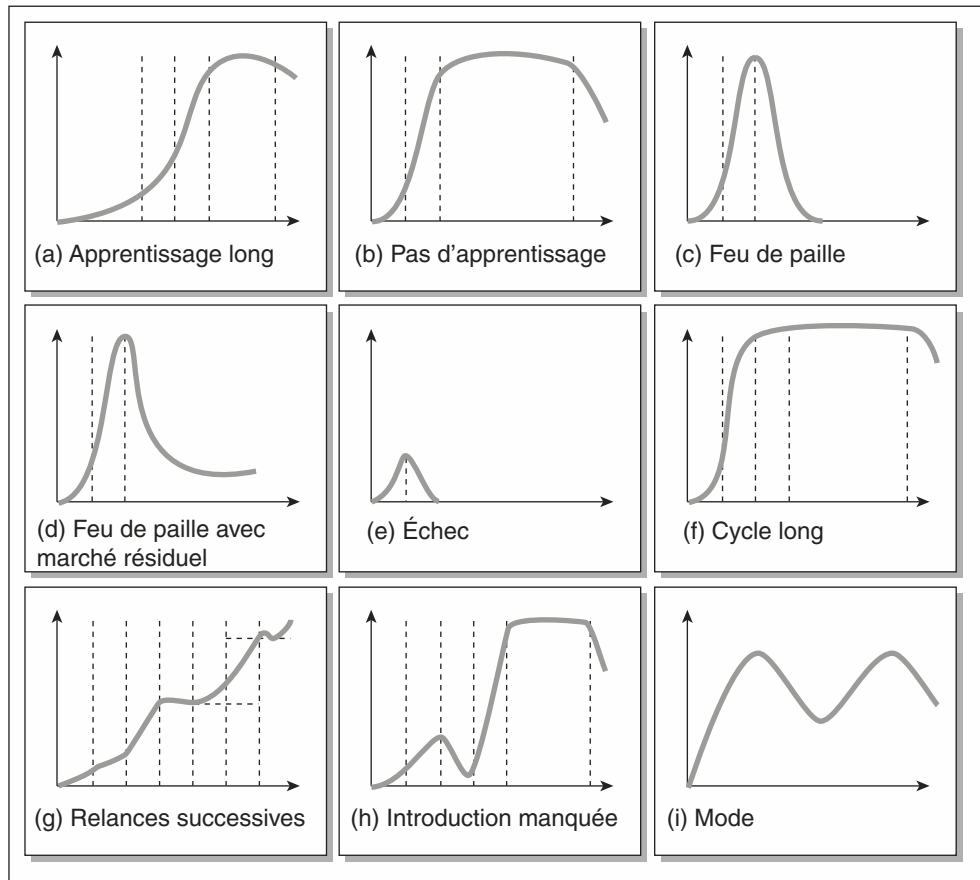 (a) Apprentissage long
(b) Pas d'apprentissage
(c) Feu de paille
(d) Feu de paille avec
marché résiduel
(e) Échec
(f) Cycle long
(g) Relances successives
(h) Introduction manquée
(i) Mode